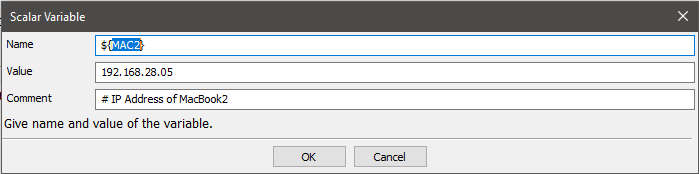 Scalar Variable
Name ${MAC2}
Value 192.168.28.05
Comment # IP Address of MacBook2
Give name and value of the variable.
OK Cancel